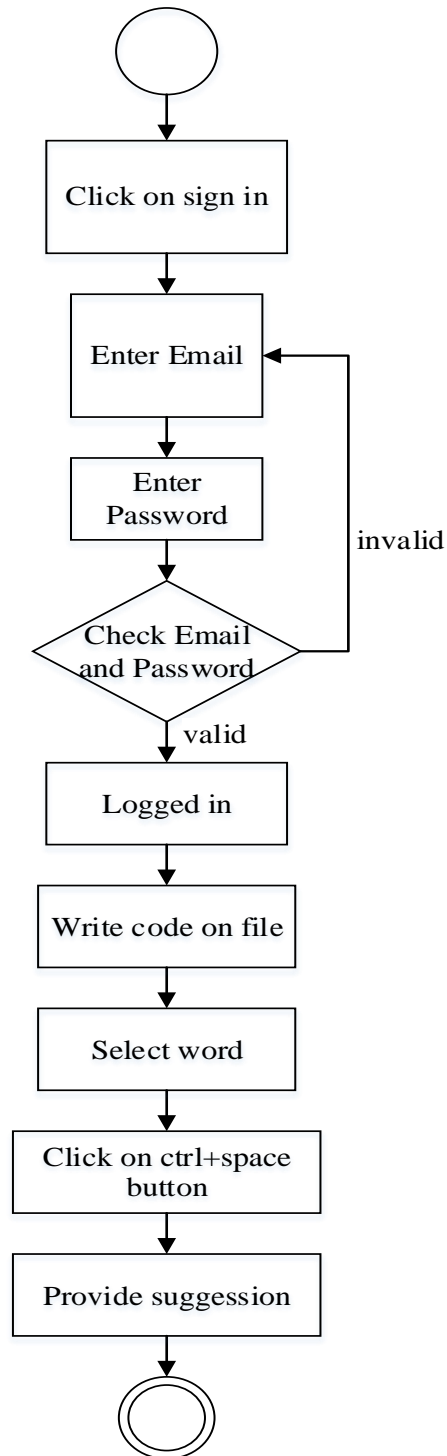 Click on sign in
Enter Email
Enter
Password
invalid
Check Email
and Password
valid
Logged in
Write code on file
Select word
Click on ctrl+space
button
Provide suggession